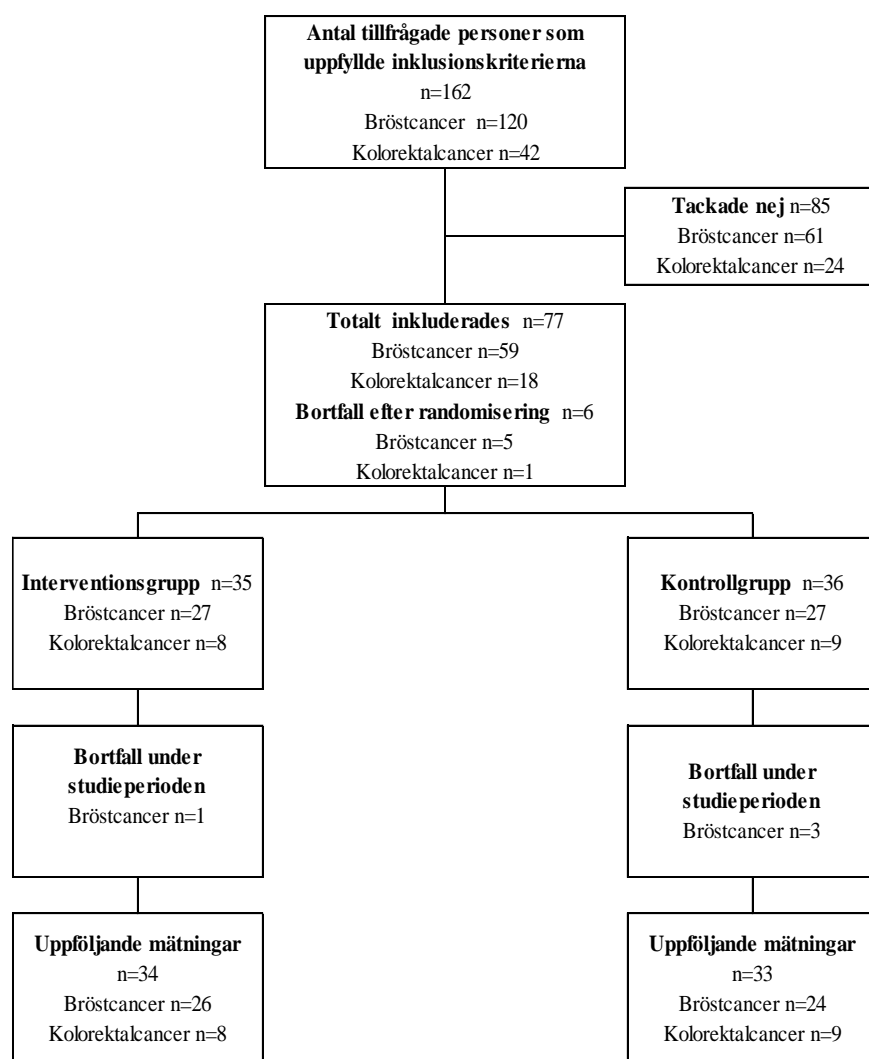 Antal tillfrågade personer som
uppfyllde inklusionskriterierna
n=162
Bröstcancer n=120
Kolorektalcancer n=42
Tackade nej n=85
Bröstcancer n=61
Kolorektalcancer n=24
Totalt inkluderades n=77
Bröstcancer n=59
Kolorektalcancer n=18
Bortfall efter randomisering n=6
Bröstcancer n=5
Kolorektalcancer n=1
Interventionsgrupp n=35
Bröstcancer n=27
Kolorektalcancer n=8
Kontrollgrupp n=36
Bröstcancer n=27
Kolorektalcancer n=9
Bortfall under
studieperioden
Bröstcancer n=1
Bortfall under
studieperioden
Bröstcancer n=3
Uppföljande mätningar
n=34
Bröstcancer n=26
Kolorektalcancer n=8
Uppföljande mätningar
n=33
Bröstcancer n=24
Kolorektalcancer n=9